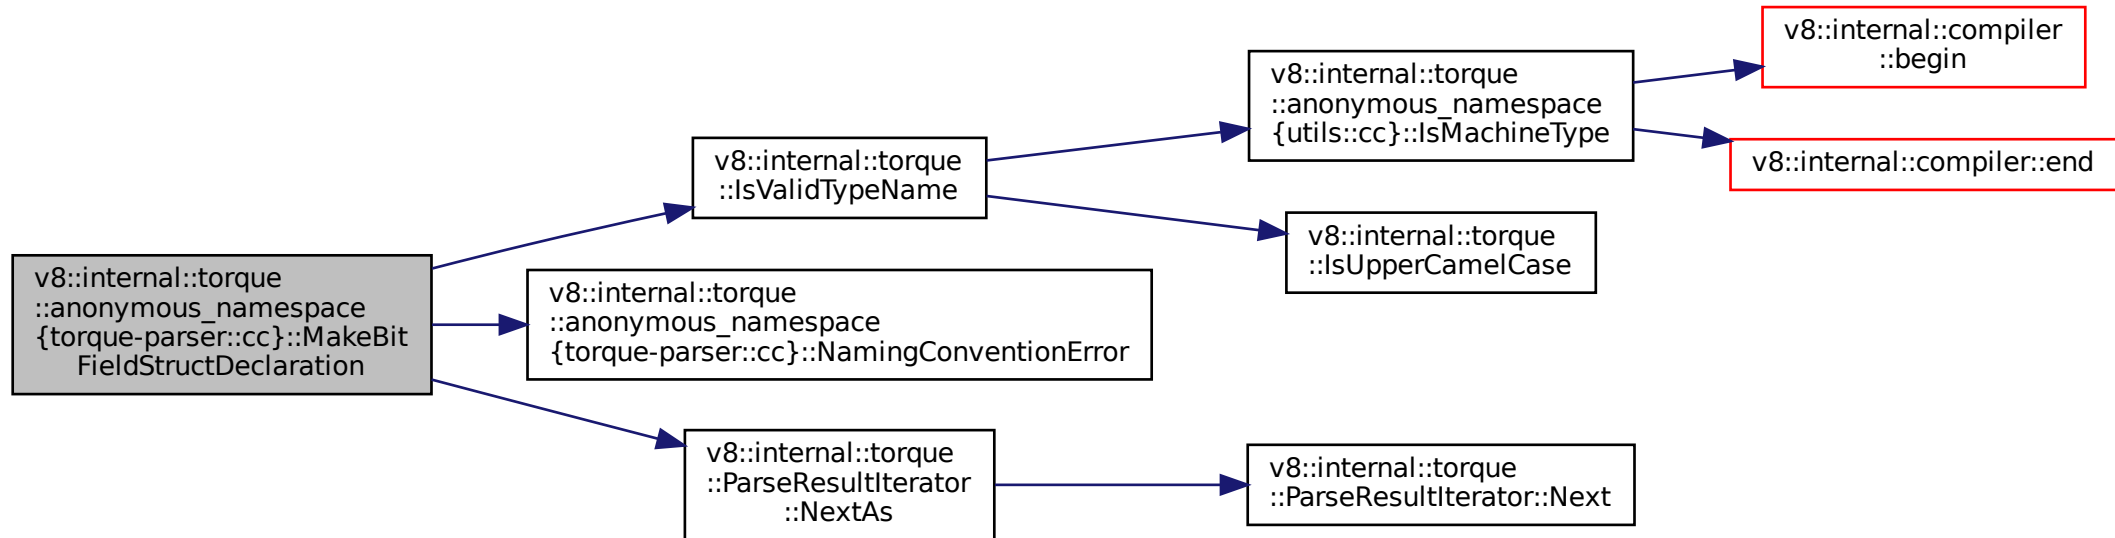 v8::internal::torque
::anonymous_namespace
{torque-parser::cc}::MakeBit
FieldStructDeclaration
v8::internal::torque
::IsValidTypeName
v8::internal::torque
::anonymous_namespace
{utils::cc}::IsMachineType
v8::internal::compiler
::begin
v8::internal::compiler::end
v8::internal::torque
::IsUpperCamelCase
v8::internal::torque
::anonymous_namespace
{torque-parser::cc}::NamingConventionError
v8::internal::torque
::ParseResultIterator
::NextAs
v8::internal::torque
::ParseResultIterator::Next